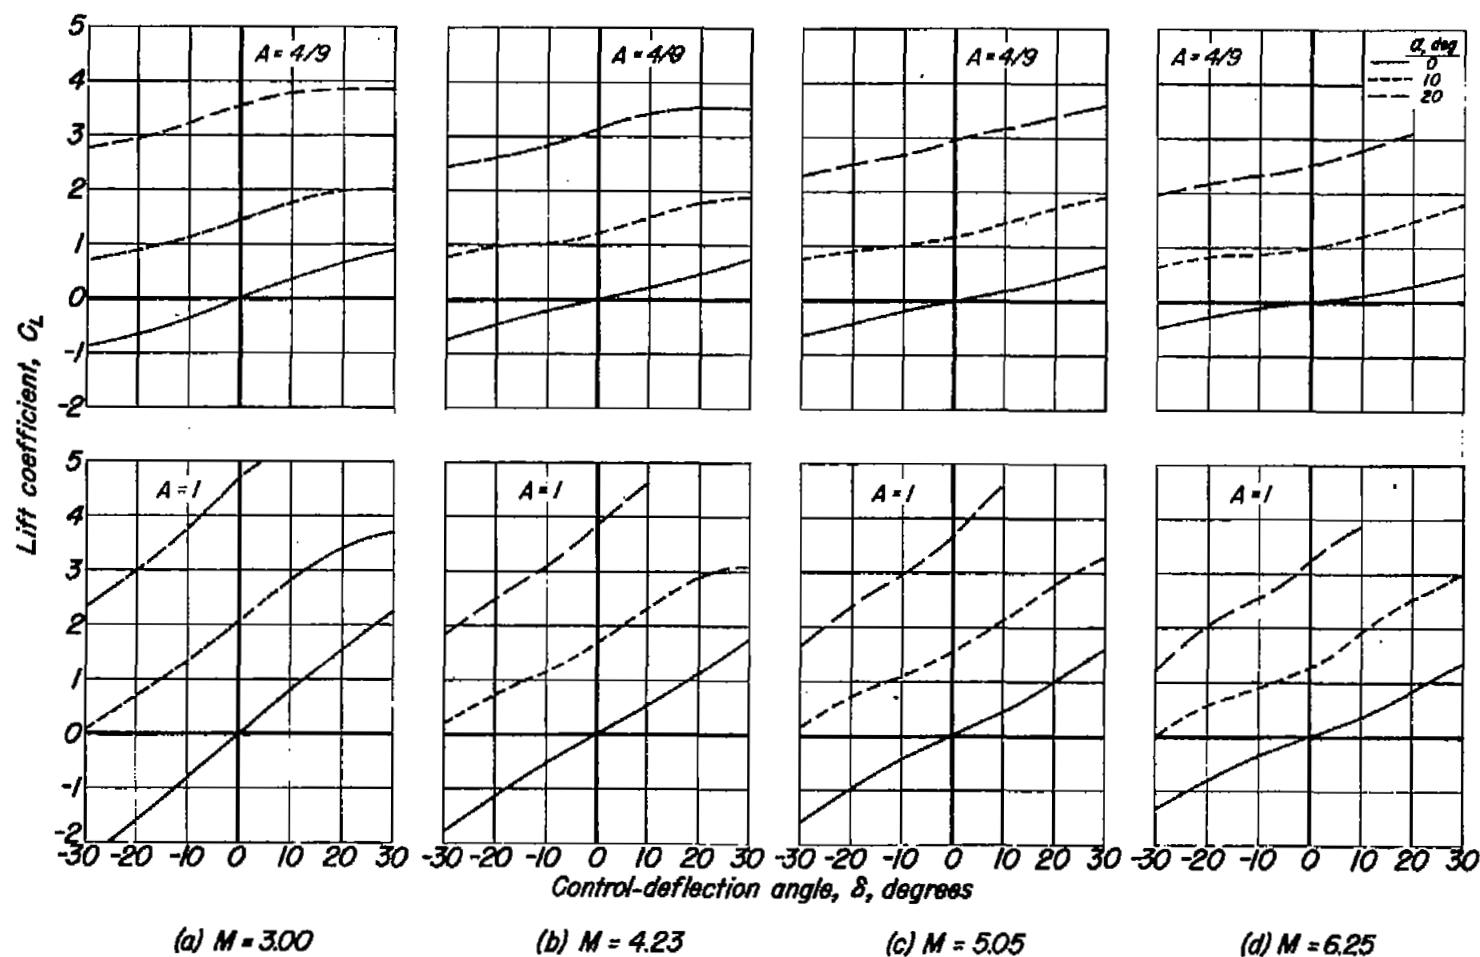 A = 4/9
A = 4/9
A = 4/9
A = 4/9
α, deg
0
10
20
5
4
3
2
1
0
-1
-2
Lift coefficient, C_L
A = 1
A = 1
A = 1
A = 1
5
4
3
2
1
0
-1
-2
-30 -20 -10 0 10 20 30
-30 -20 -10 0 10 20 30
-30 -20 -10 0 10 20 30
-30 -20 -10 0 10 20 30
Control-deflection angle, δ, degrees
(a) M = 3.00
(b) M = 4.23
(c) M = 5.05
(d) M = 6.25